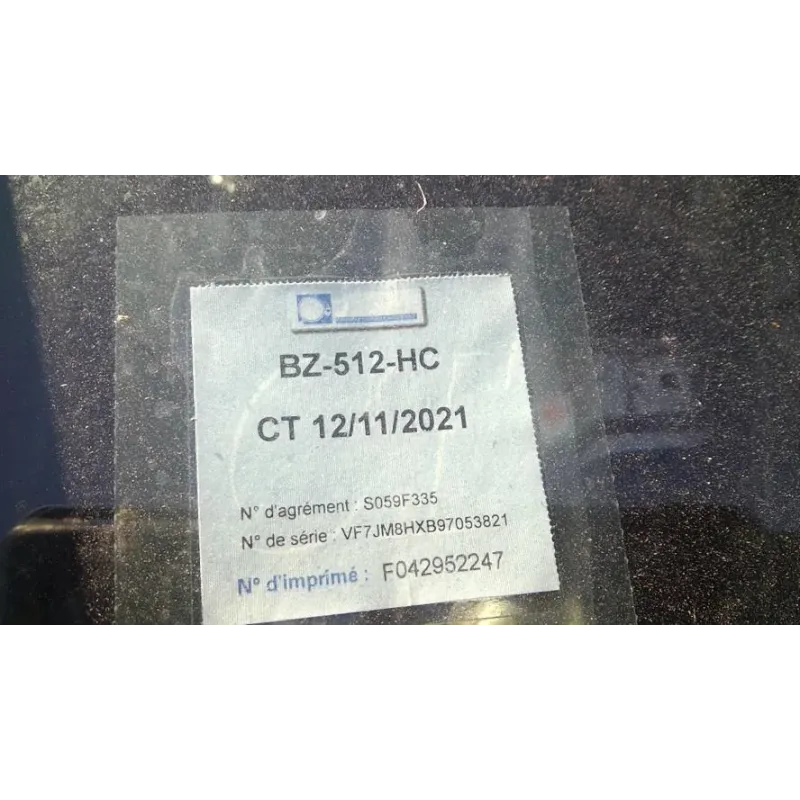 BZ-512-HC
CT 12/11/2021
N° d'agrément : S059F335
N° de série : VF7JM8HXB97053821
N° d'imprimé : F042952247